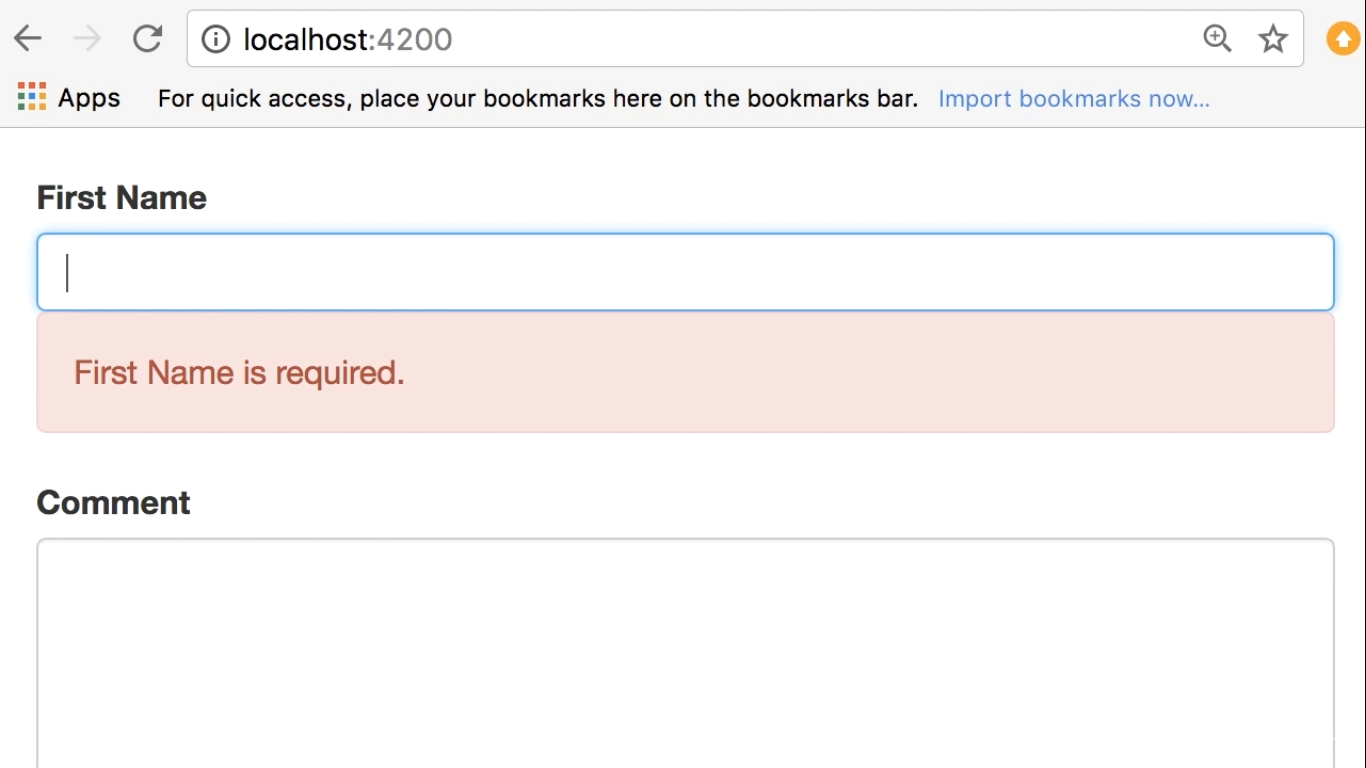 localhost:4200
Apps For quick access, place your bookmarks here on the bookmarks bar. Import bookmarks now...
First Name
First Name is required.
Comment